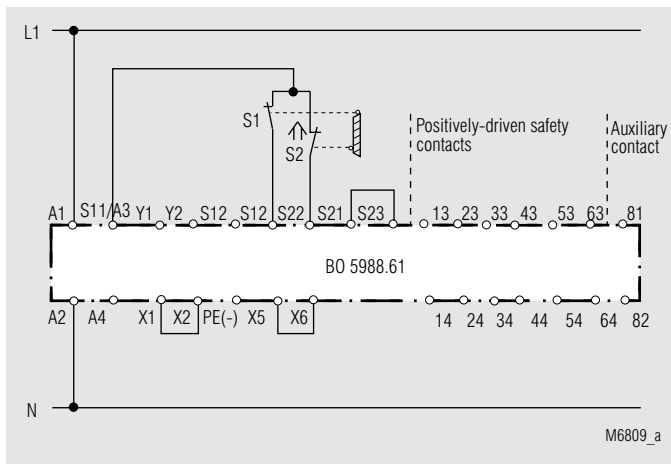 L1
S1
S2
Positively-driven safety
contacts
Auxiliary
contact
A1 S11/A3 Y1 Y2 S12 S12 S22 S21 S23 13 23 33 43 53 63 81
BO 5988.61
A2 A4 X1 X2 PE(-) X5 X6 14 24 34 44 54 64 82
N
M6809_a